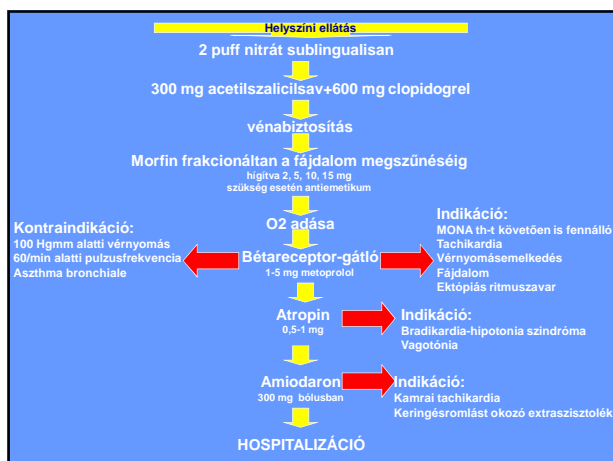 Helyszíni ellátás
2 puff nitrát sublingualisan
300 mg acetilszalicilsav+600 mg clopidogrel
vénabiztosítás
Morfin frakcionáltan a fájdalom megszűnéséig
hígítva 2, 5, 10, 15 mg
szükség esetén antiemetikum
O2 adása
Kontraindikáció:
100 Hgmm alatti vérnyomás
60/min alatti pulzusfrekvencia
Aszthma bronchiale
Bétareceptor-gátló
1-5 mg metoprolol
Indikáció:
MONA th-t követően is fennálló
Tachikardia
Vérnyomásemelkedés
Fájdalom
Ektópiás ritmuszavar
Atropin
0,5-1 mg
Indikáció:
Bradikardia-hipotonia szindróma
Vagotónia
Amiodaron
300 mg bólusban
Indikáció:
Kamrai tachikardia
Keringésromlást okozó extraszisztolék
HOSPITALIZÁCIÓ